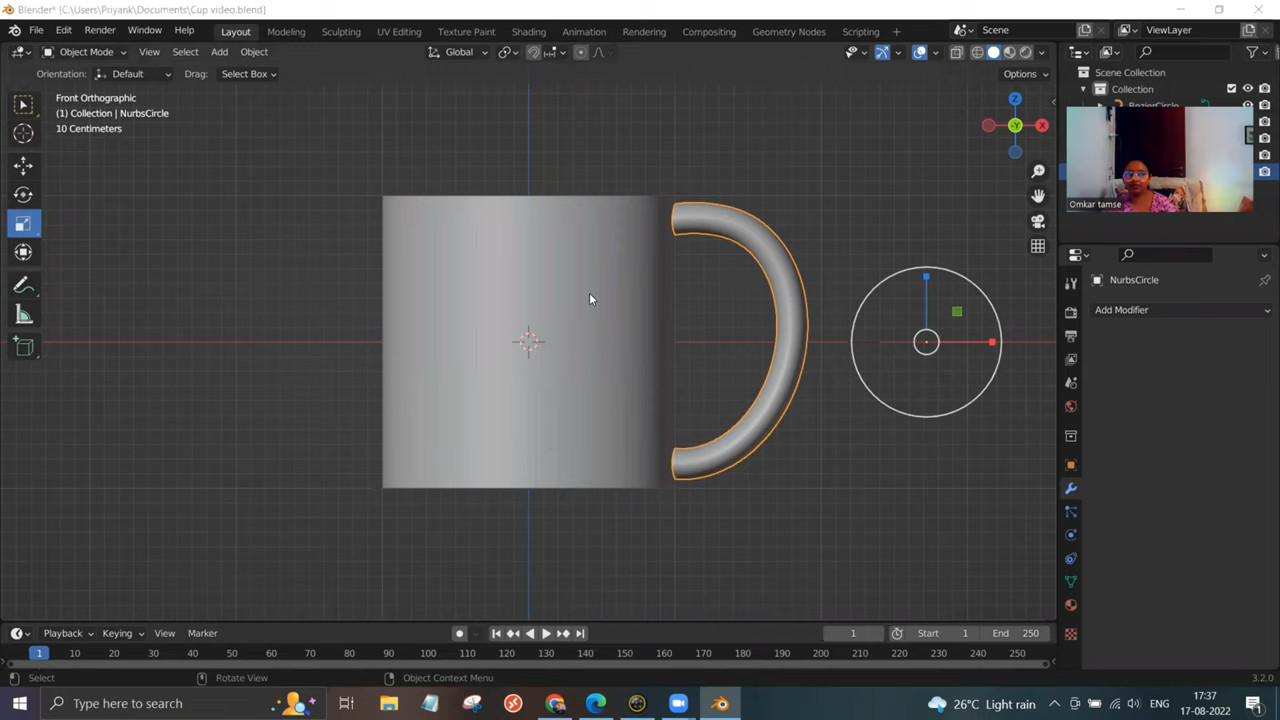 Blender* [C:\Users\Priyank\Documents\Cup video.blend]
File Edit Render Window Help Layout Modeling Sculpting UV Editing Texture Paint Shading Animation Rendering Compositing Geometry Nodes Scripting + Scene ViewLayer
Object Mode View Select Add Object Global
Orientation: Default Drag: Select Box Options
Scene Collection
Collection
BezierCircle
Front Orthographic
(1) Collection | NurbsCircle
10 Centimeters
Z
-Y
X
Omkar tamse
NurbsCircle
Add Modifier
Playback Keying View Marker 1 Start 1 End 250
1 10 20 30 40 50 60 70 80 90 100 110 120 130 140 150 160 170 180 190 200 210 220 230 240 250
Select Rotate View Object Context Menu 3.2.0
Type here to search 26°C Light rain ENG 17:37
17-08-2022
1